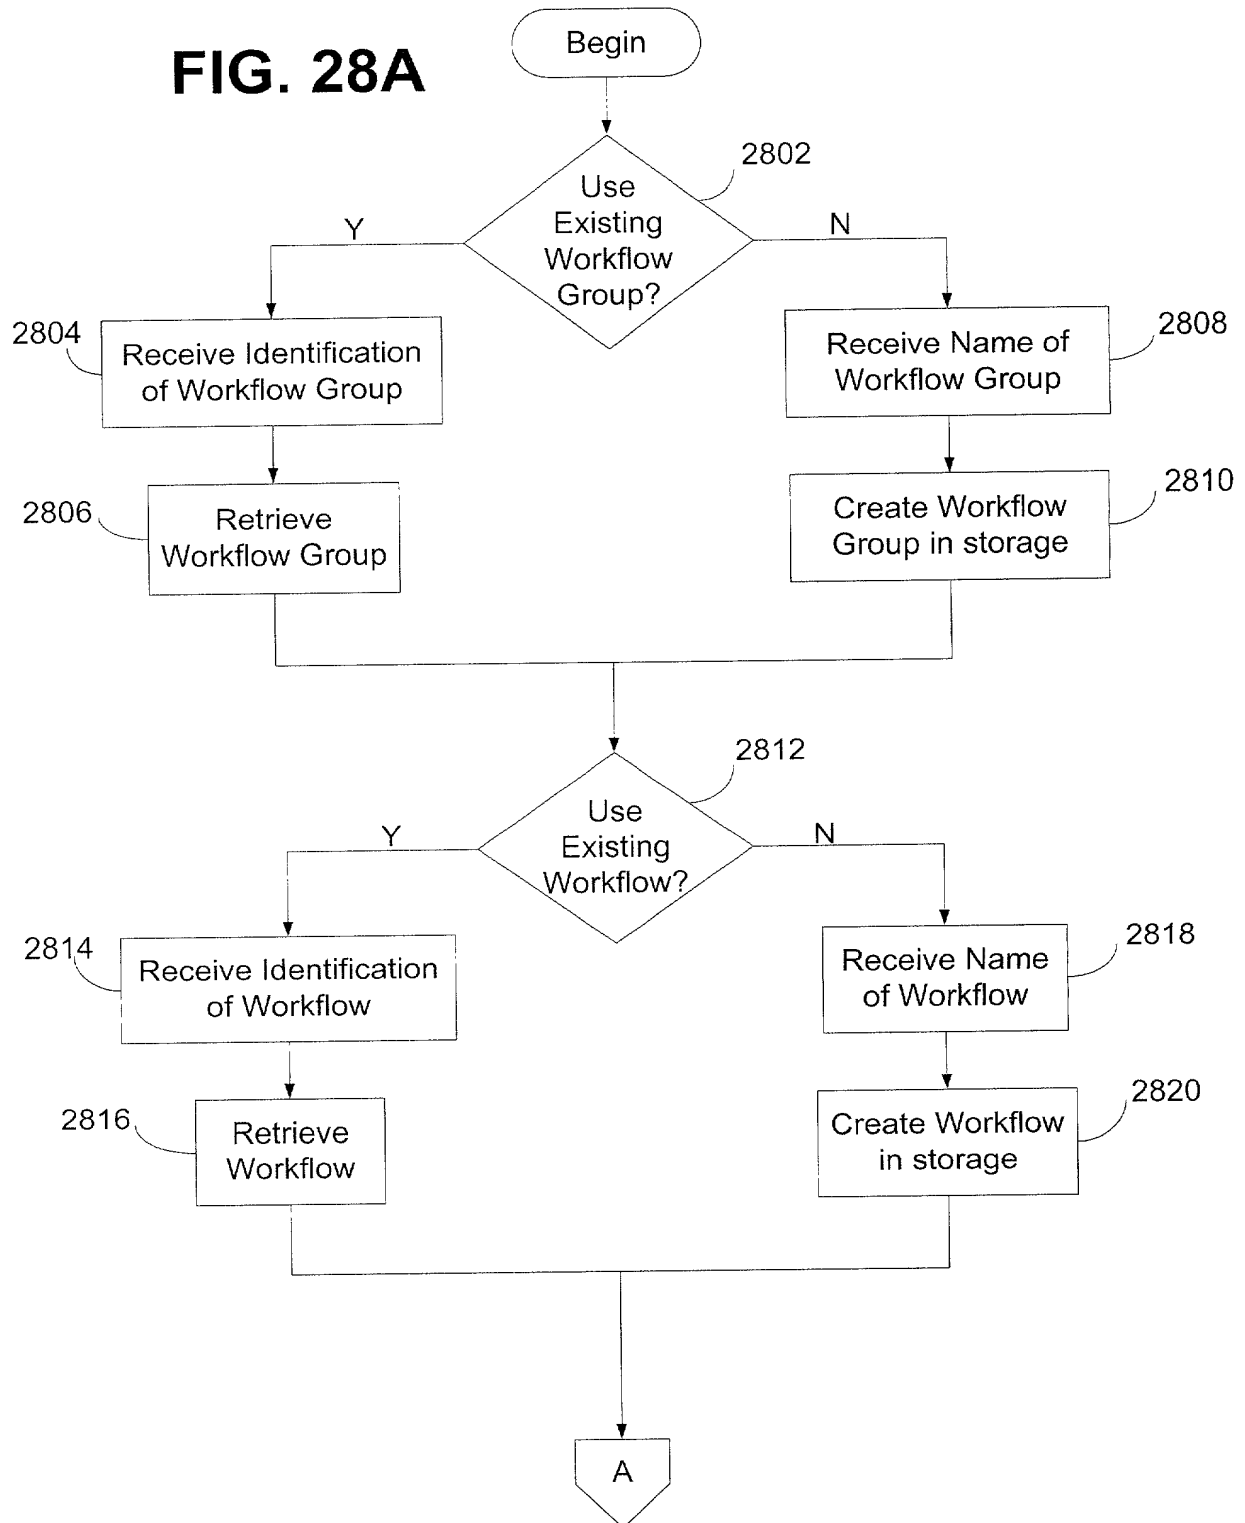 FIG. 28A
Begin
2802
Use
Existing
Workflow
Group?
Y
N
2804
Receive Identification
of Workflow Group
2808
Receive Name of
Workflow Group
2806
Retrieve
Workflow Group
2810
Create Workflow
Group in storage
2812
Use
Existing
Workflow?
Y
N
2814
Receive Identification
of Workflow
2818
Receive Name
of Workflow
2816
Retrieve
Workflow
2820
Create Workflow
in storage
A